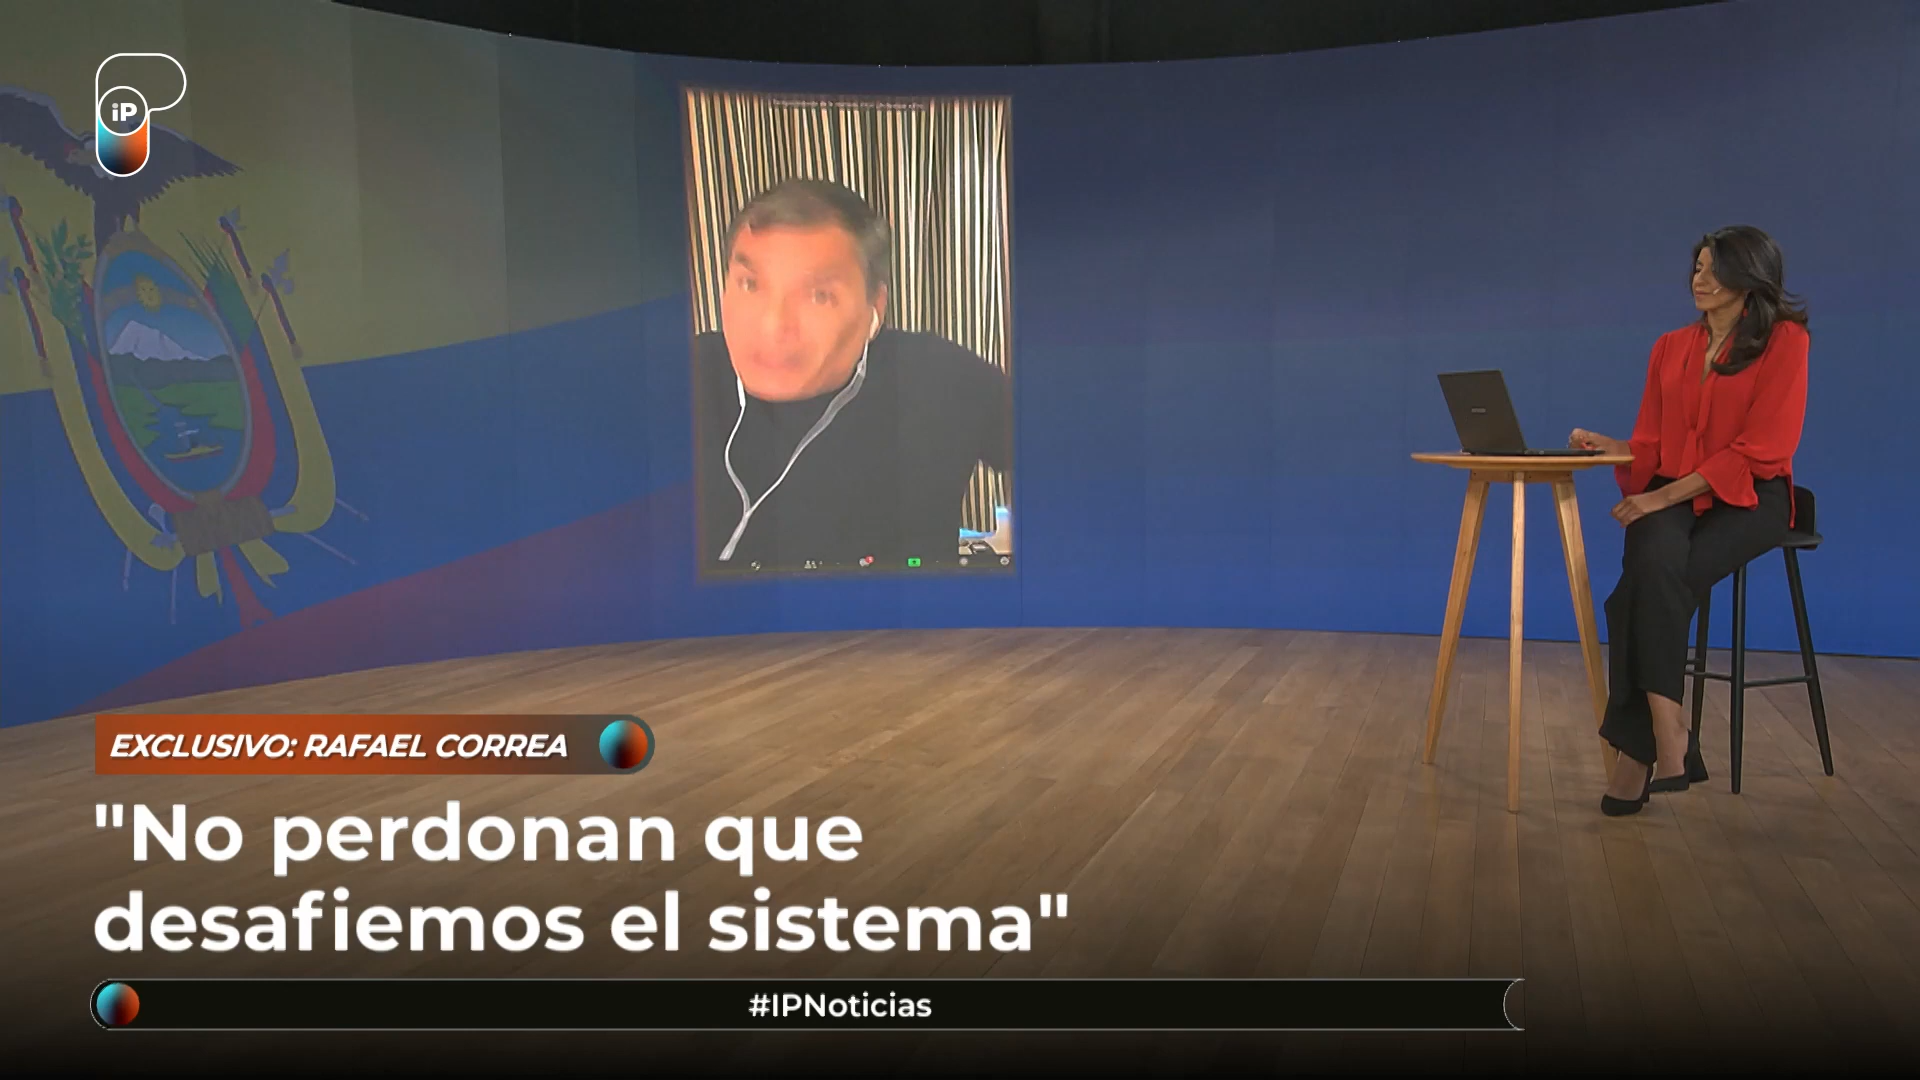 iP
EXCLUSIVO: RAFAEL CORREA
"No perdonan que
desafiemos el sistema"
#IPNoticias